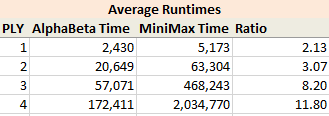 Average Runtimes
PLY AlphaBeta Time MiniMax Time Ratio
1 2,430 5,173 2.13
2 20,649 63,304 3.07
3 57,071 468,243 8.20
4 172,411 2,034,770 11.80